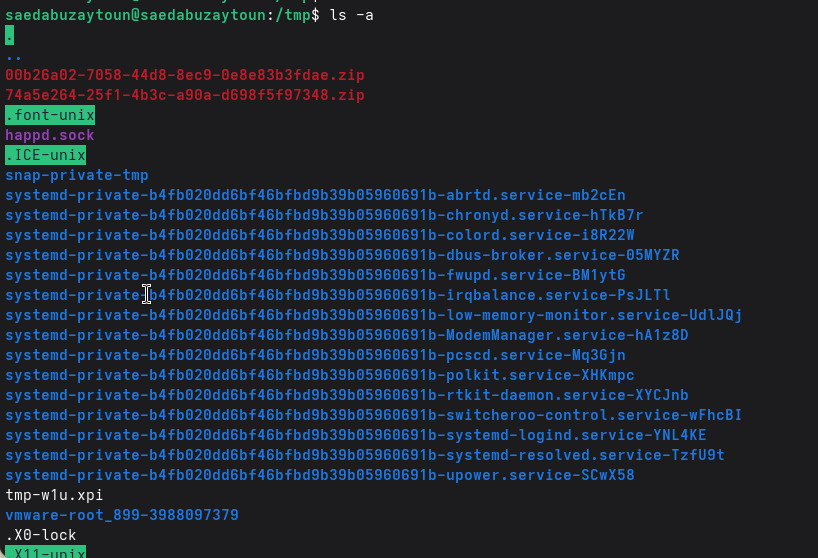 saedabuzaytoun@saedabuzaytoun:/tmp$ ls -a
.
..
00b26a02-7058-44d8-8ec9-0e8e83b3fdae.zip
74a5e264-25f1-4b3c-a90a-d698f5f97348.zip
.font-unix
happd.sock
.ICE-unix
snap-private-tmp
systemd-private-b4fb020dd6bf46bfbd9b39b05960691b-abrtd.service-mb2cEn
systemd-private-b4fb020dd6bf46bfbd9b39b05960691b-chronyd.service-hTkB7r
systemd-private-b4fb020dd6bf46bfbd9b39b05960691b-colord.service-i8R22W
systemd-private-b4fb020dd6bf46bfbd9b39b05960691b-dbus-broker.service-05MYZR
systemd-private-b4fb020dd6bf46bfbd9b39b05960691b-fwupd.service-BM1ytG
systemd-private-b4fb020dd6bf46bfbd9b39b05960691b-irqbalance.service-PsJLTl
systemd-private-b4fb020dd6bf46bfbd9b39b05960691b-low-memory-monitor.service-UdlJQj
systemd-private-b4fb020dd6bf46bfbd9b39b05960691b-ModemManager.service-hA1z8D
systemd-private-b4fb020dd6bf46bfbd9b39b05960691b-pcscd.service-Mq3Gjn
systemd-private-b4fb020dd6bf46bfbd9b39b05960691b-polkit.service-XHKmpc
systemd-private-b4fb020dd6bf46bfbd9b39b05960691b-rtkit-daemon.service-XYCJnb
systemd-private-b4fb020dd6bf46bfbd9b39b05960691b-switcheroo-control.service-wFhcBI
systemd-private-b4fb020dd6bf46bfbd9b39b05960691b-systemd-logind.service-YNL4KE
systemd-private-b4fb020dd6bf46bfbd9b39b05960691b-systemd-resolved.service-TzfU9t
systemd-private-b4fb020dd6bf46bfbd9b39b05960691b-upower.service-SCwX58
tmp-w1u.xpi
vmware-root_899-3988097379
.X0-lock
.X11-unix